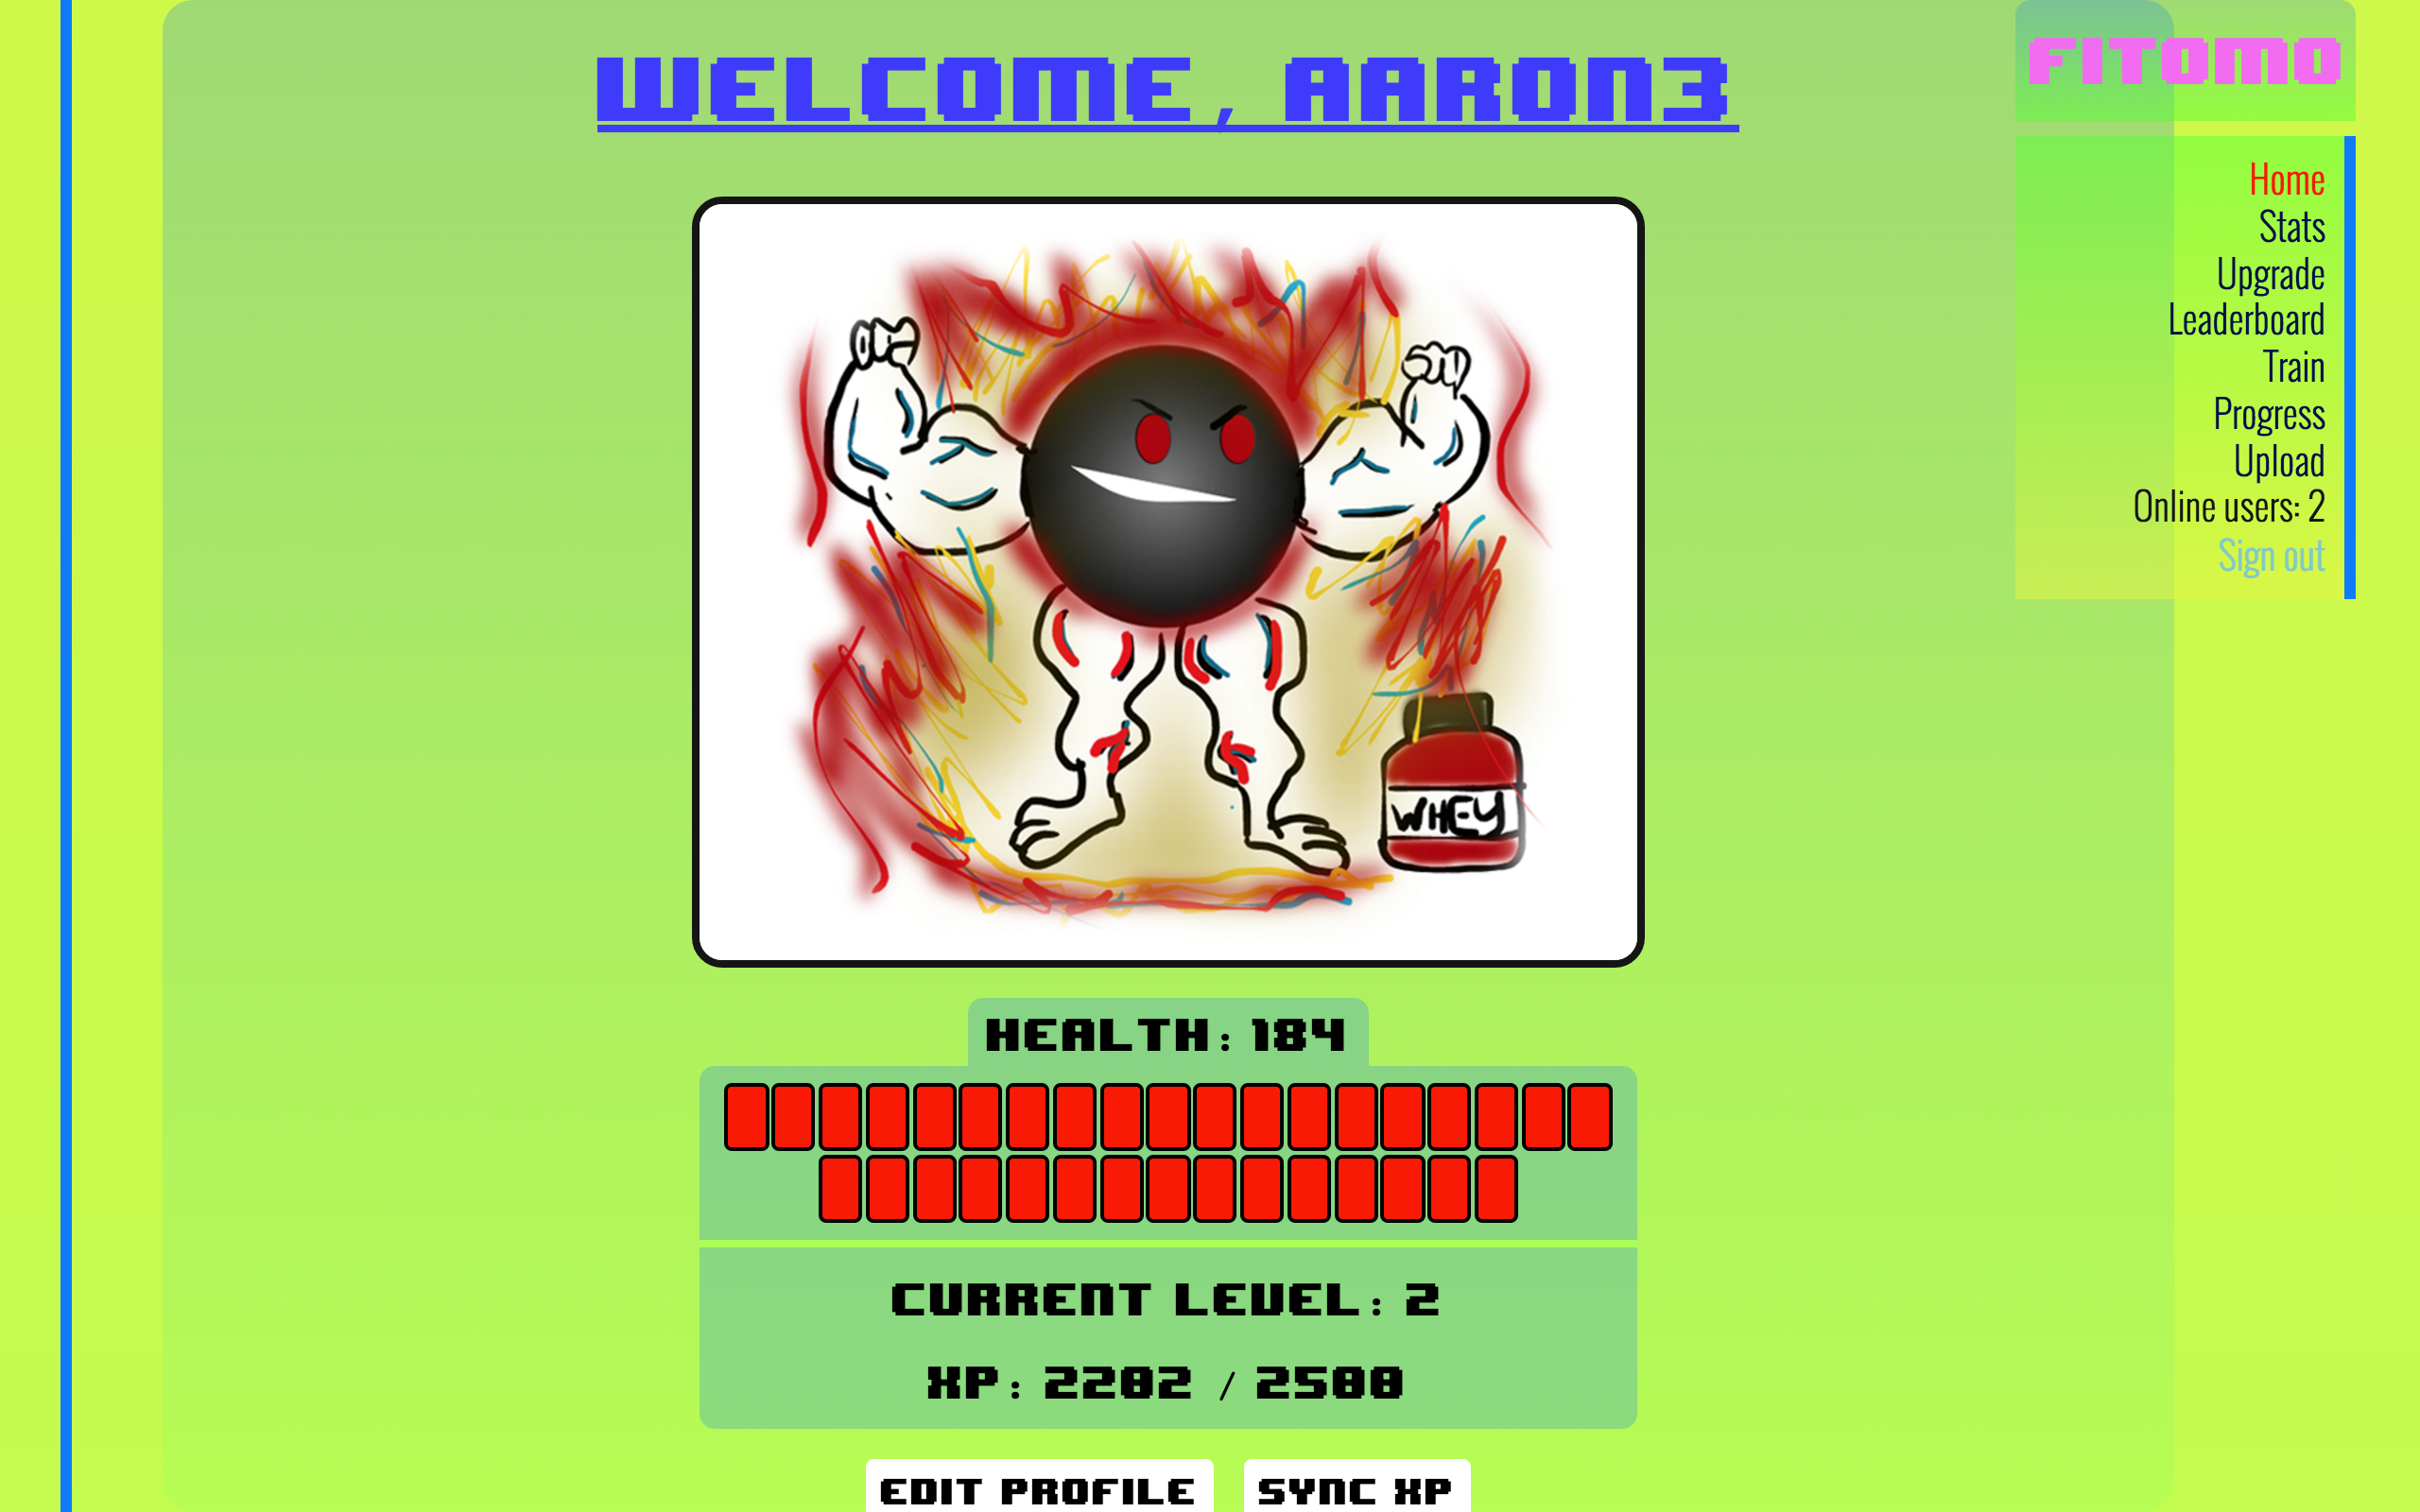 WELCOME, AARON3
FITOMO
Home
Stats
Upgrade
Leaderboard
Train
Progress
Upload
Online users: 2
Sign out
WHEY
HEALTH: 184
CURRENT LEVEL: 2
XP: 2202 / 2500
EDIT PROFILE
SYNC XP